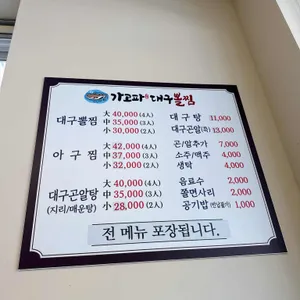 가고파 대구뽈찜
대구뽈찜
大 40,000 (4人)
中 35,000 (3人)
小 30,000 (2人)
아구찜
大 42,000 (4人)
中 37,000 (3人)
小 32,000 (2人)
대구곤알탕
(지리/매운탕)
大 40,000 (4人)
中 35,000 (3人)
小 28,000 (2人)
대구탕 11,000
대구곤알(특) 13,000
곤/알추가 7,000
소주/맥주 4,000
생탁 4,000
음료수 2,000
쫄면사리 2,000
공기밥 1,000
전 메뉴 포장됩니다.